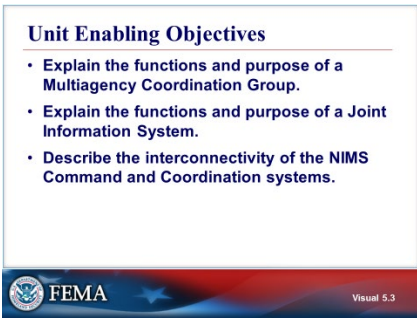 Unit Enabling Objectives
• Explain the functions and purpose of a
Multiagency Coordination Group.
• Explain the functions and purpose of a Joint
Information System.
• Describe the interconnectivity of the NIMS
Command and Coordination systems.
FEMA
Visual 5.3